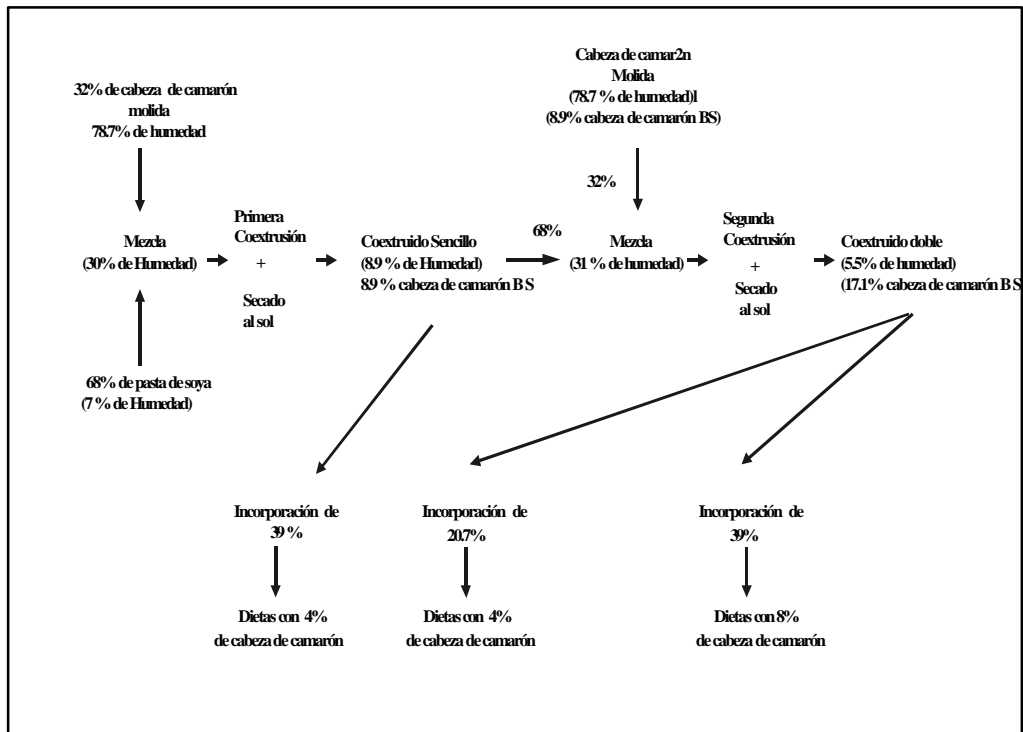 32% de cabeza de camarón
molida
78.7% de humedad
Cabeza de camar2n
Molida
(78.7 % de humedad)l
(8.9% cabeza de camarón BS)
32%
Mezcla
(30% de Humedad)
Primera
Coextrusión
+
Secado
al sol
Coextruido Sencillo
(8.9 % de Humedad)
8.9 % cabeza de camarón B S
68%
Mezcla
(31 % de humedad)
Segunda
Coextrusión
+
Secado
al sol
Coextruido doble
(5.5% de humedad)
(17.1% cabeza de camarón B S
68% de pasta de soya
(7 % de Humedad)
Incorporación de
39 %
Incorporación de
20.7%
Incorporación de
39%
Dietas con 4%
de cabeza de camarón
Dietas con 4%
de cabeza de camarón
Dietas con 8%
de cabeza de camarón